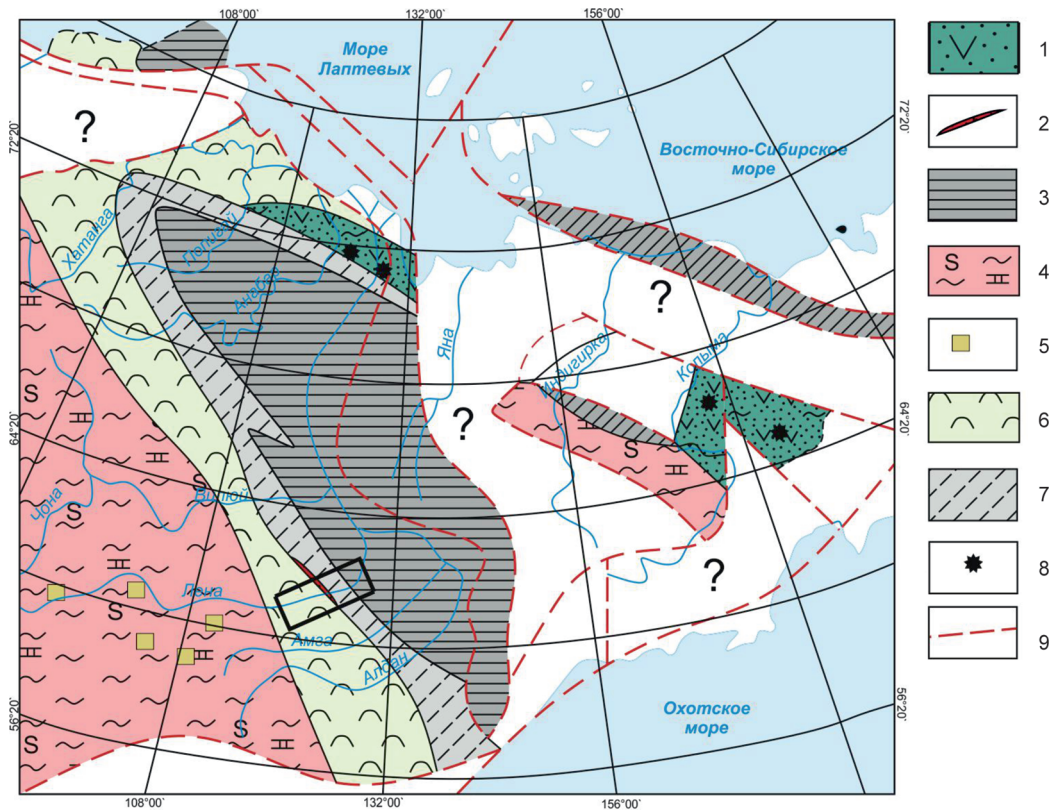 108°00′
132°00′
156°00′
Море
Лаптевых
Восточно-Сибирское
море
72°20′
72°20′
?
Хатанга
Попигай
Анабар
Яна
Индигирка
Колыма
?
?
64°20′
64°20′
S
S
S
Чона
Вилюй
S
S
Лена
?
Амга
Алдан
S
S
Охотское
море
56°20′
56°20′
108°00′
132°00′
156°00′
1
2
3
S
4
5
6
7
8
9